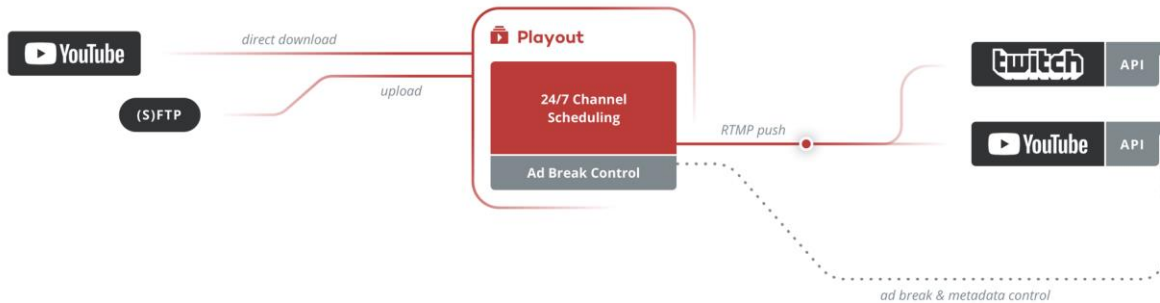 YouTube
direct download
(S)FTP
upload
Playout
24/7 Channel
Scheduling
Ad Break Control
RTMP push
twitch API
YouTube API
ad break & metadata control